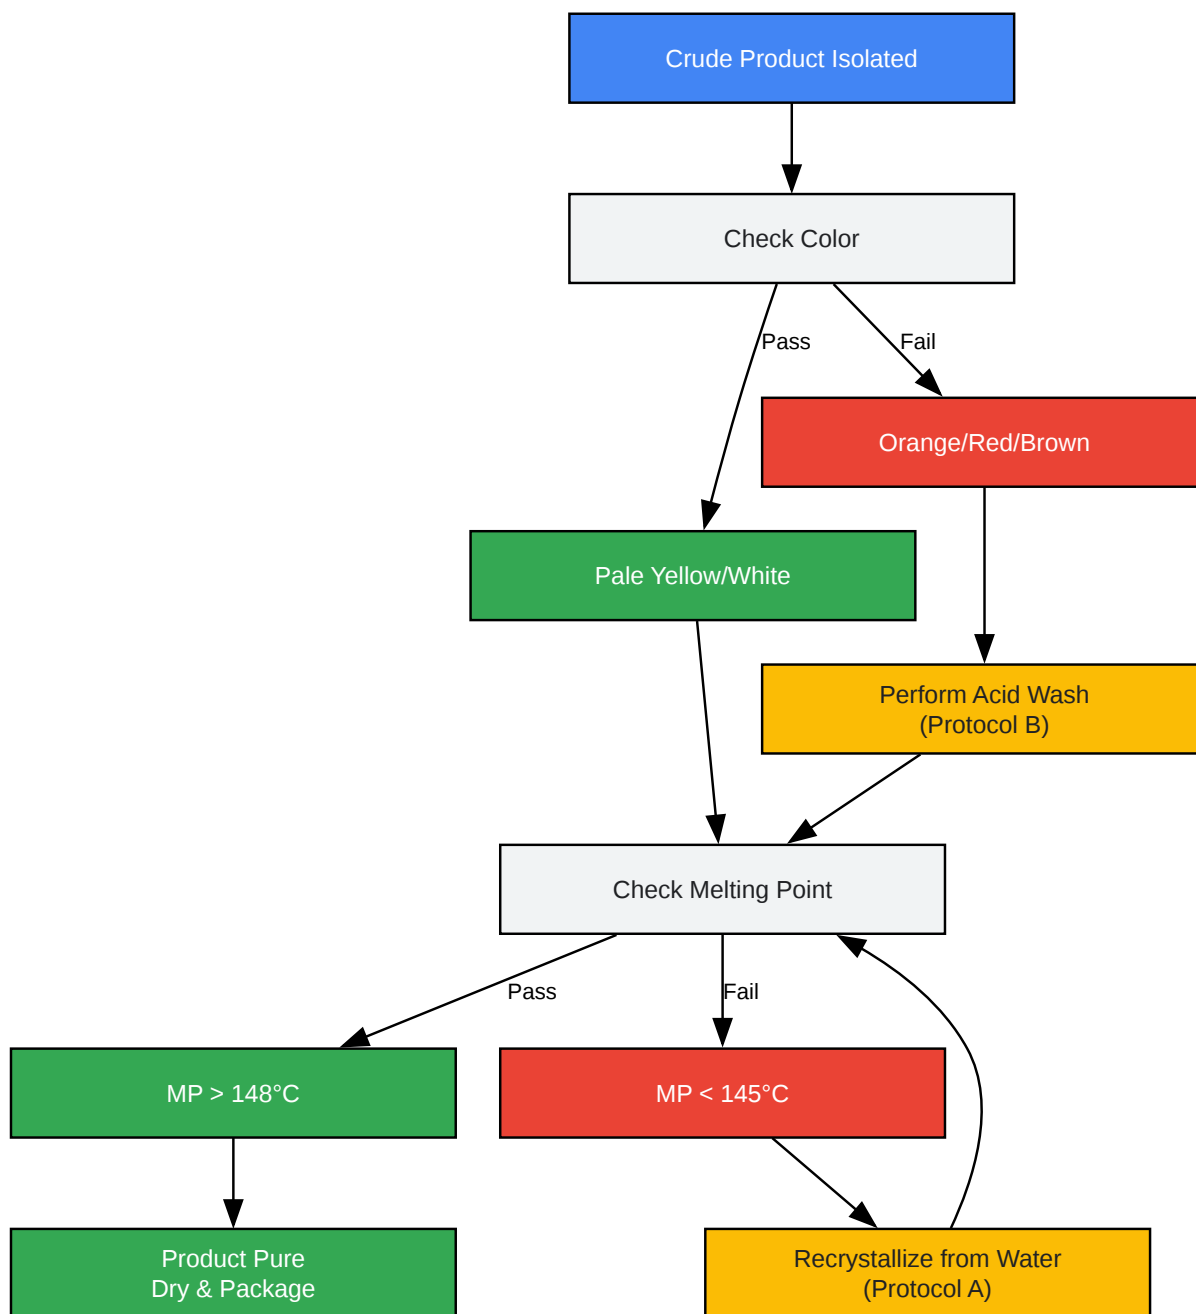 Crude Product Isolated
Check Color
Pass
Fail
Orange/Red/Brown
Pale Yellow/White
Perform Acid Wash
(Protocol B)
Check Melting Point
Pass
Fail
MP > 148°C
MP < 145°C
Product Pure
Dry & Package
Recrystallize from Water
(Protocol A)